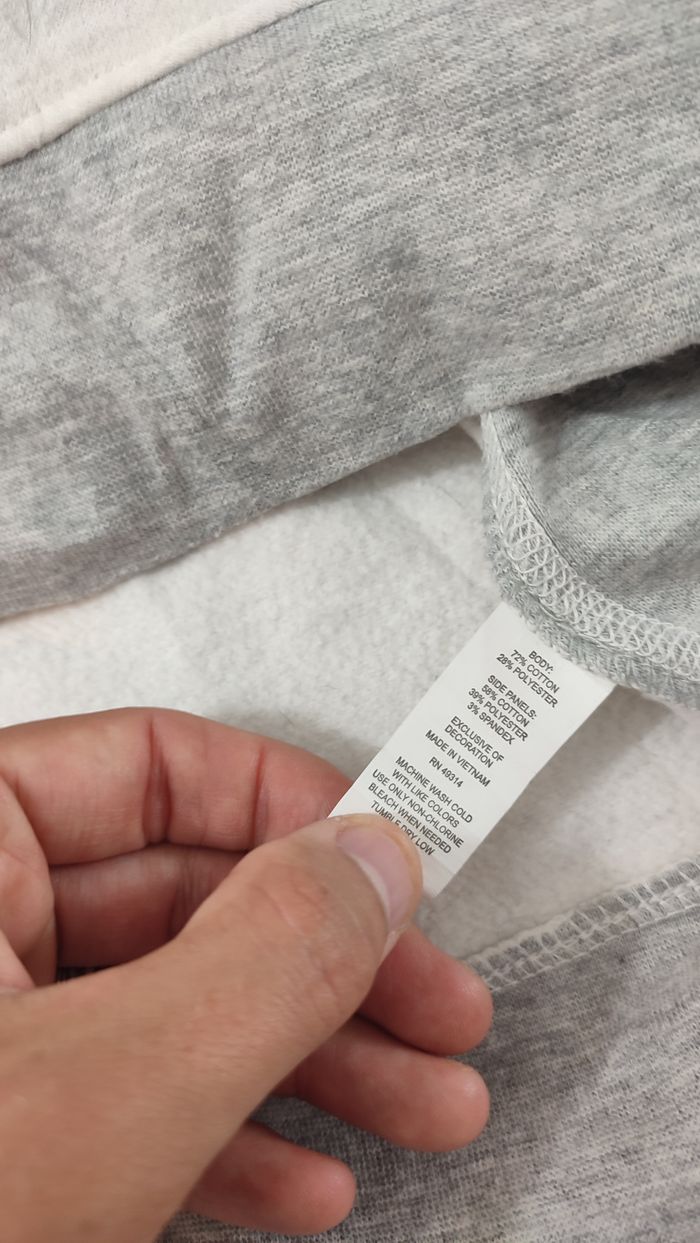 BODY:
72% COTTON
28% POLYESTER
SIDE PANELS:
58% COTTON
39% POLYESTER
3% SPANDEX
EXCLUSIVE OF
DECORATION
MADE IN VIETNAM
RN 49314
MACHINE WASH COLD
WITH LIKE COLORS
USE ONLY NON-CHLORINE
BLEACH WHEN NEEDED
TUMBLE DRY LOW